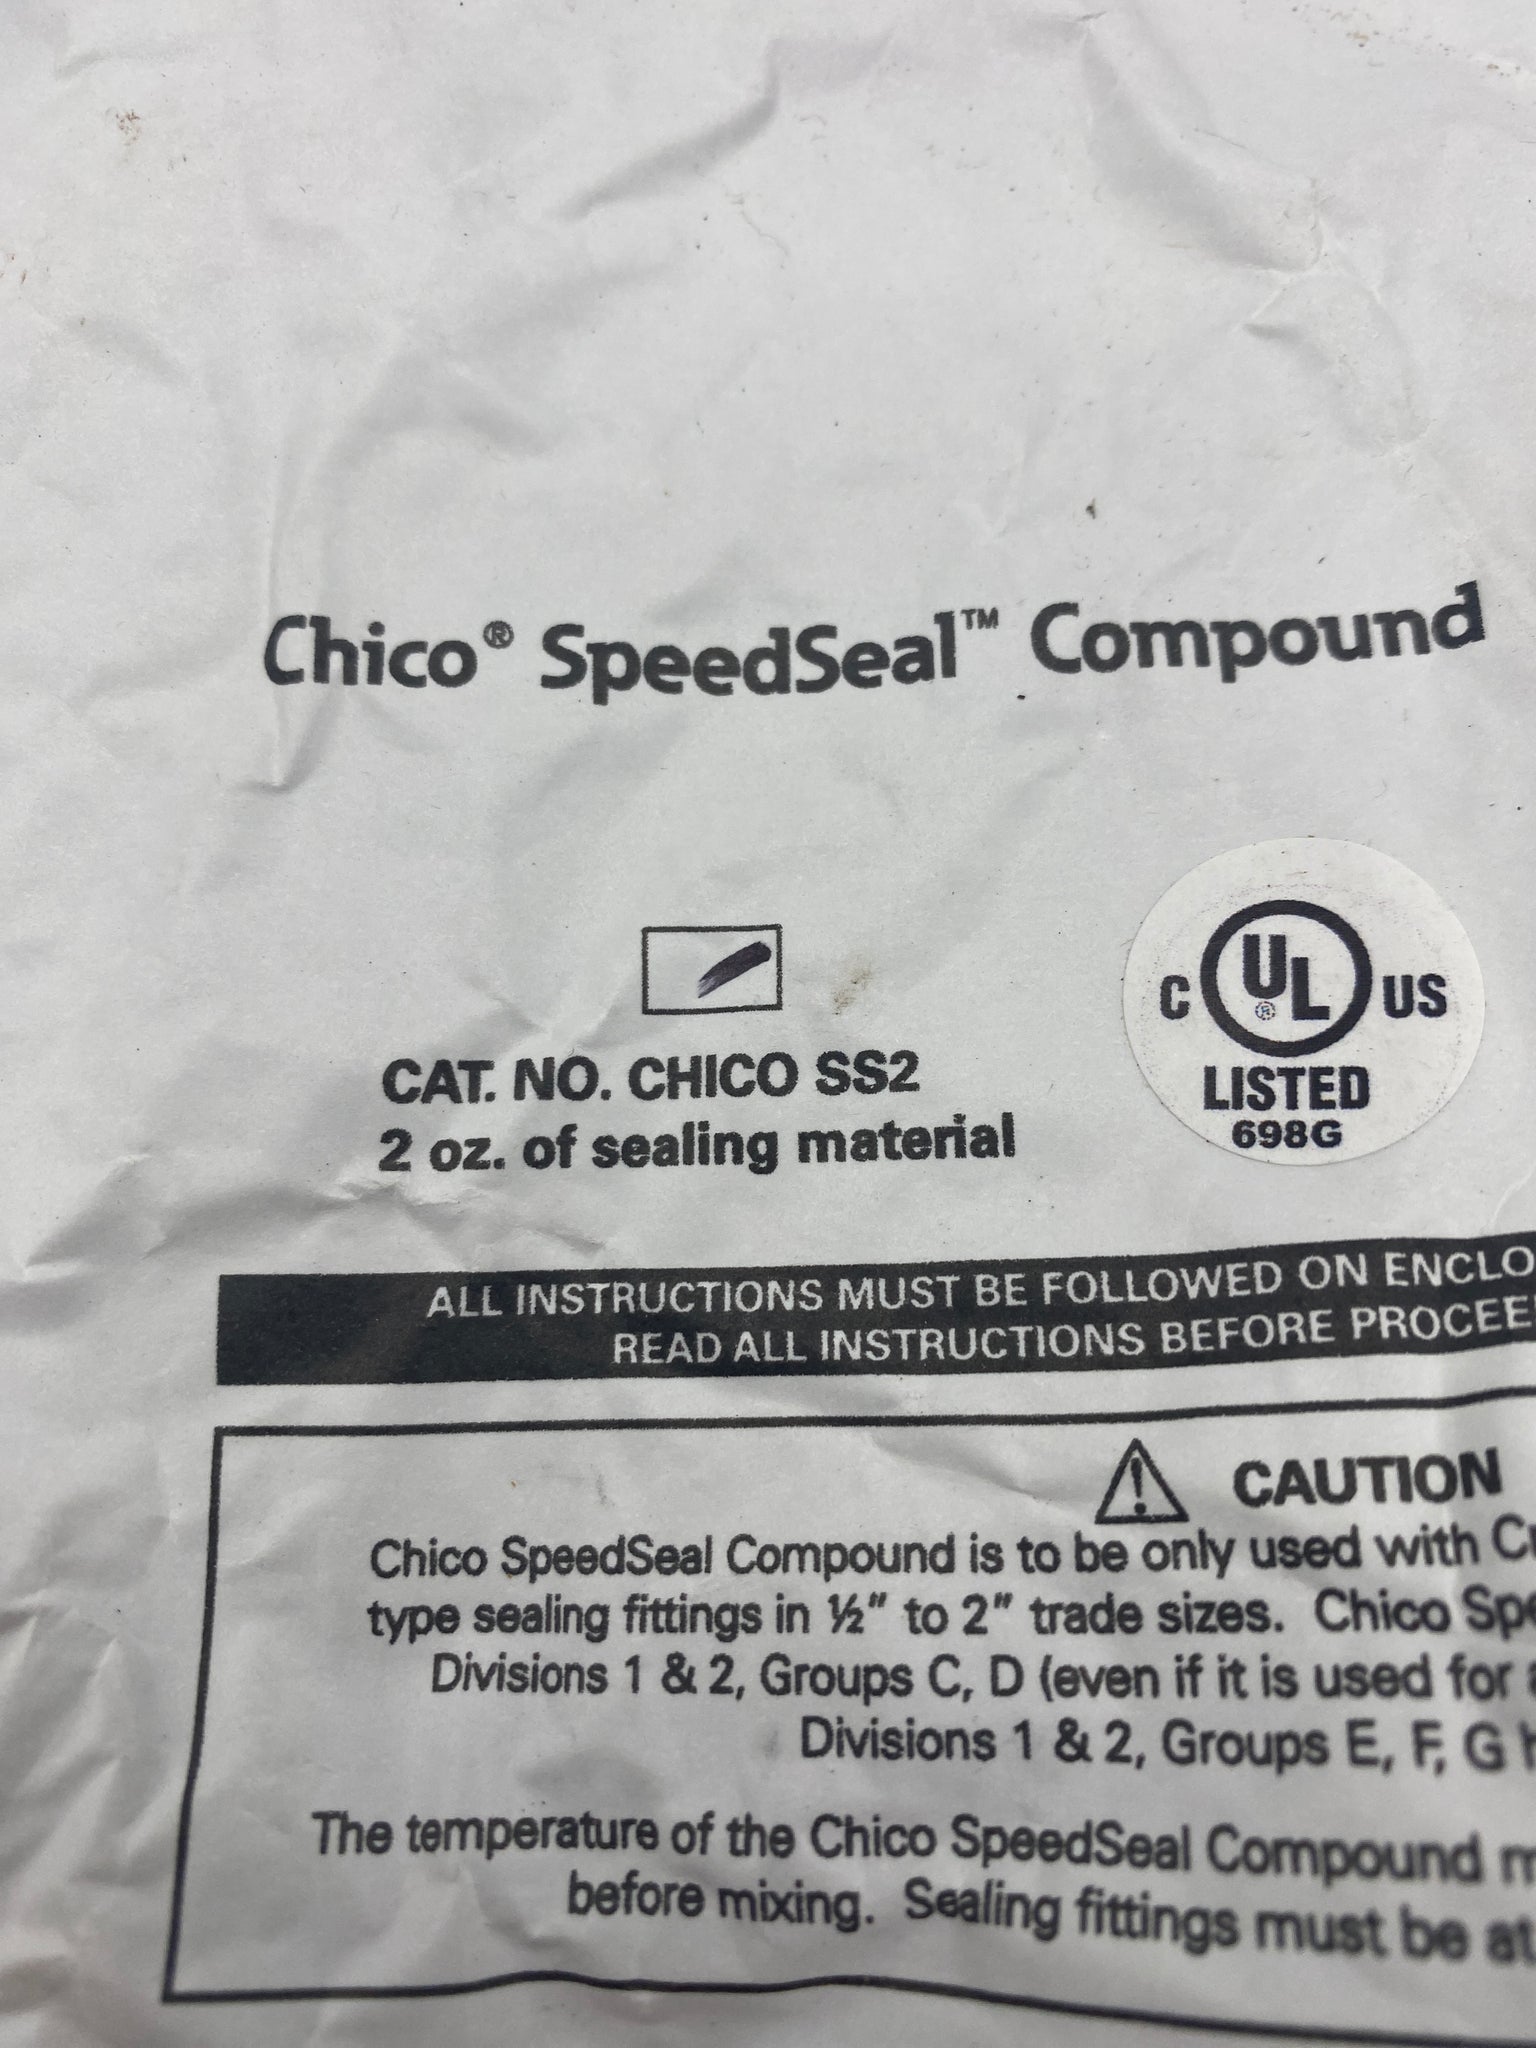 Chico® SpeedSeal™ Compound
CAT. NO. CHICO SS2
2 oz. of sealing material
C UL® US
LISTED
698G
ALL INSTRUCTIONS MUST BE FOLLOWED ON
READ ALL INSTRUCTIONS BEFORE
⚠ CAUTION
Chico SpeedSeal Compound is to be only used with
type sealing fittings in ½" to 2" trade sizes. Chico
Divisions 1 & 2, Groups C, D (even if it is used for
Divisions 1 & 2, Groups E, F, G
The temperature of the Chico SpeedSeal Compound
before mixing. Sealing fittings must be at